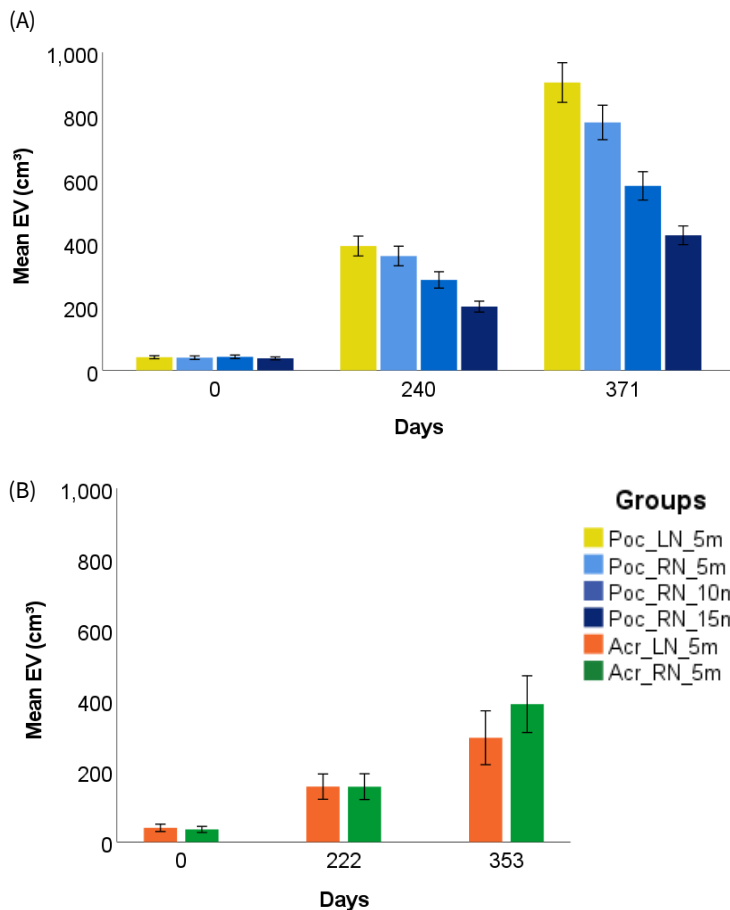 (A)
1,000
800
600
400
200
0
Mean EV (cm³)
0 240 371
Days
(B)
1,000
800
600
400
200
0
Mean EV (cm³)
0 222 353
Days
Groups
Poc_LN_5m
Poc_RN_5m
Poc_RN_10n
Poc_RN_15n
Acr_LN_5m
Acr_RN_5m